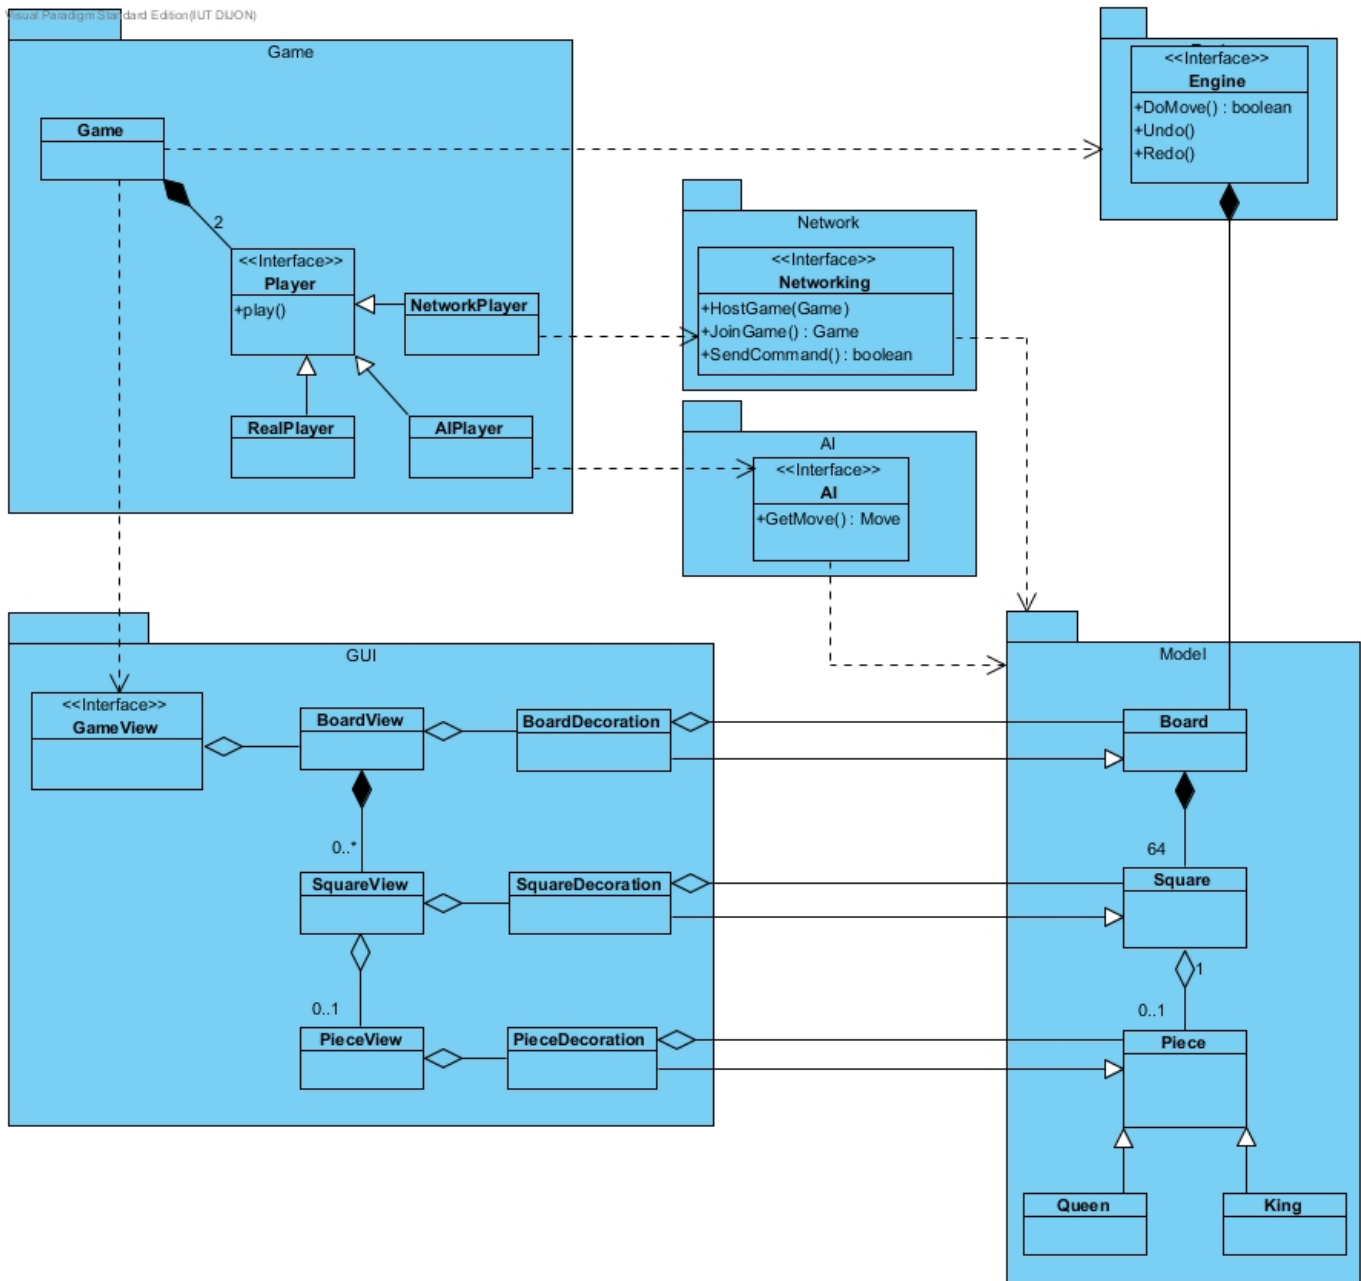 Visual Paradigm Standard Edition(IUT DIJON)
Game
Game
2
<<Interface>>
Player
+play()
NetworkPlayer
RealPlayer
AIPlayer
<<Interface>>
Engine
+DoMove() : boolean
+Undo()
+Redo()
Network
<<Interface>>
Networking
+HostGame(Game)
+JoinGame() : Game
+SendCommand() : boolean
AI
<<Interface>>
AI
+GetMove() : Move
GUI
<<Interface>>
GameView
BoardView
BoardDecoration
0..*
SquareView
SquareDecoration
0..1
PieceView
PieceDecoration
Model
Board
64
Square
1
0..1
Piece
Queen
King